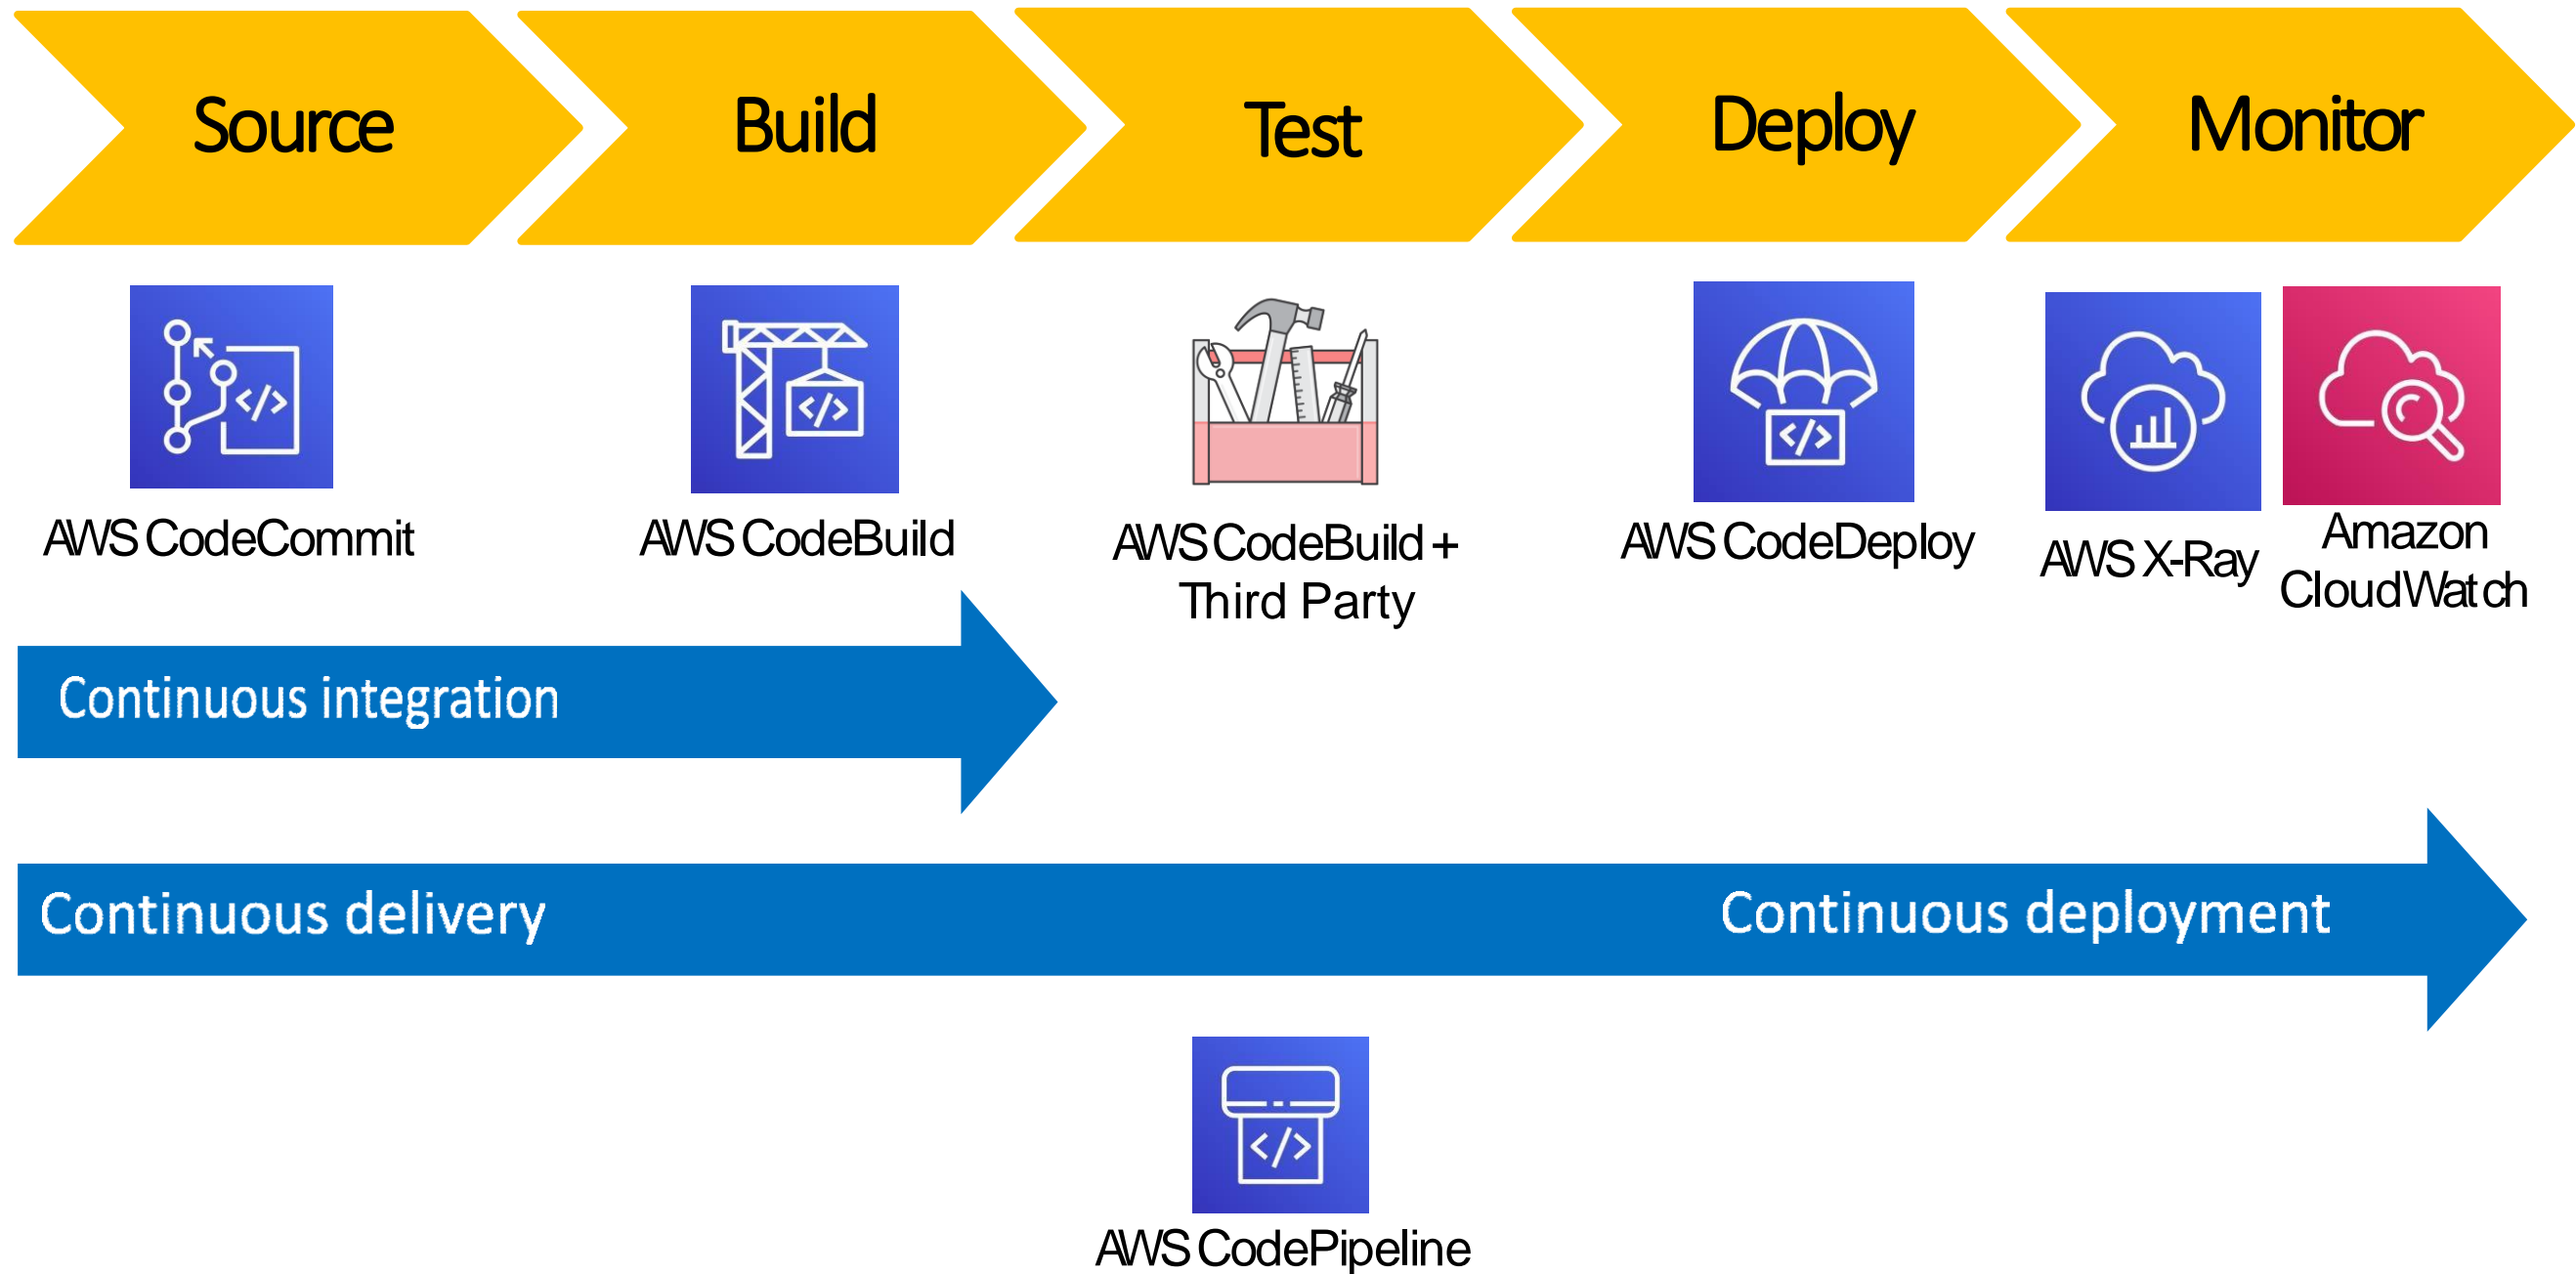 Source
Build
Test
Deploy
Monitor
</>
</>
</>
</>
AWS CodeCommit
AWS CodeBuild
AWS CodeBuild +
Third Party
AWS CodeDeploy
AWS X-Ray
Amazon
CloudWatch
Continuous integration
Continuous delivery
Continuous deployment
</>
AWS CodePipeline